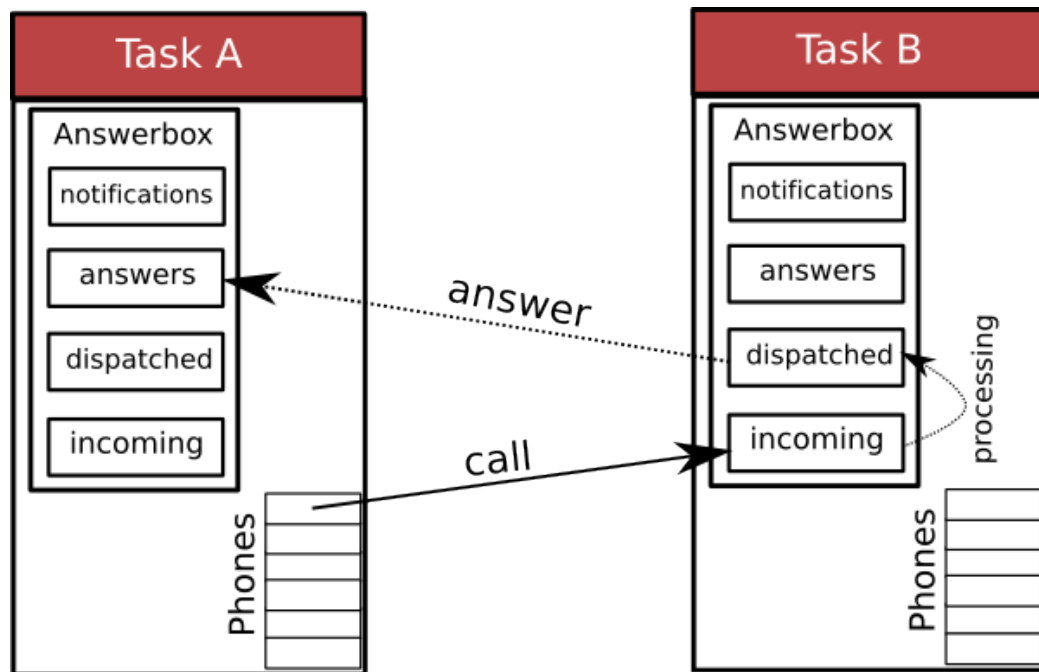 Task A
Answerbox
notifications
answers
dispatched
incoming
Phones
answer
call
Task B
Answerbox
notifications
answers
dispatched
incoming
processing
Phones